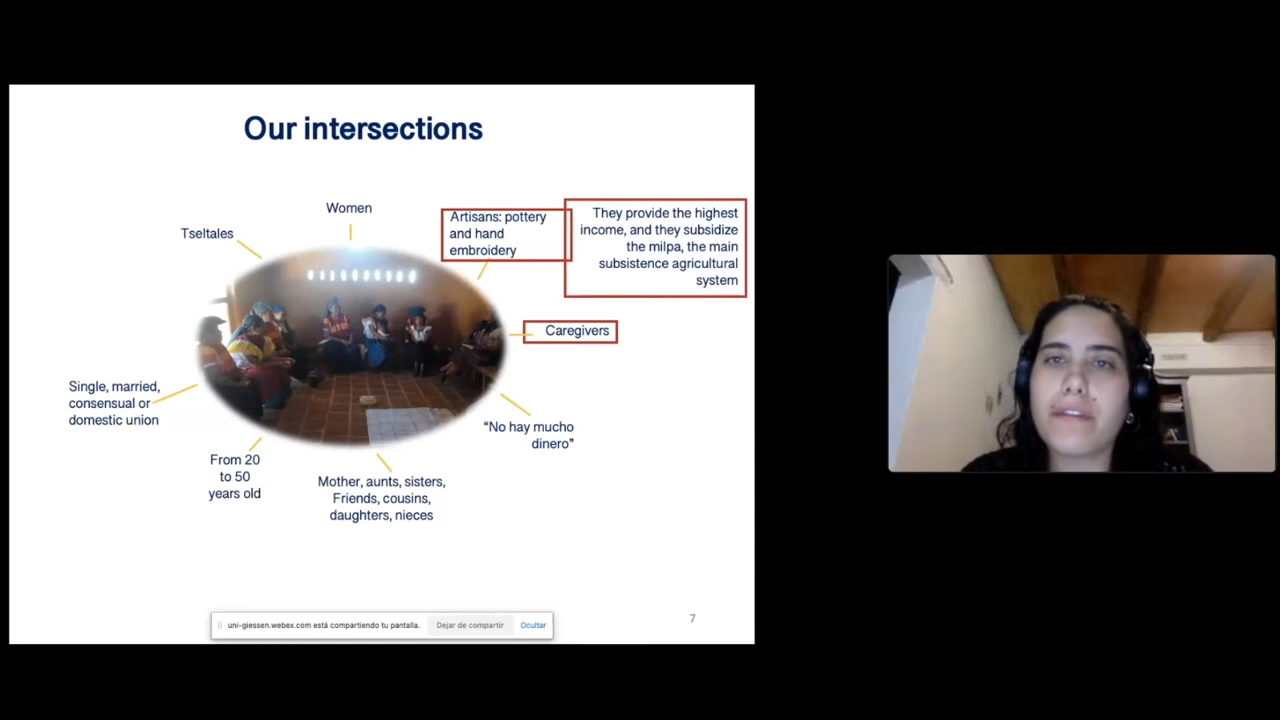 Our intersections
Women
Tseltales
Artisans: pottery
and hand
embroidery
They provide the highest
income, and they subsidize
the milpa, the main
subsistence agricultural
system
Caregivers
Single, married,
consensual or
domestic union
“No hay mucho
dinero”
From 20
to 50
years old
Mother, aunts, sisters,
Friends, cousins,
daughters, nieces
7
uni-giessen.webex.com está compartiendo tu pantalla.
Dejar de compartir
Ocultar